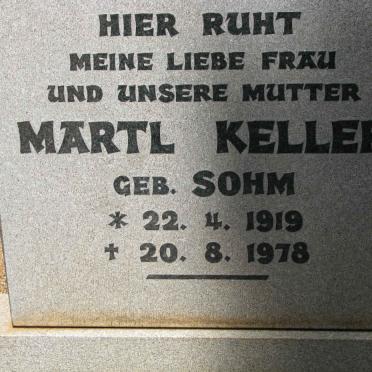 HIER RUHT
MEINE LIEBE FRAU
UND UNSERE MUTTER
MARTL KELLER
GEB. SOHM
* 22. 4. 1919
† 20. 8. 1978